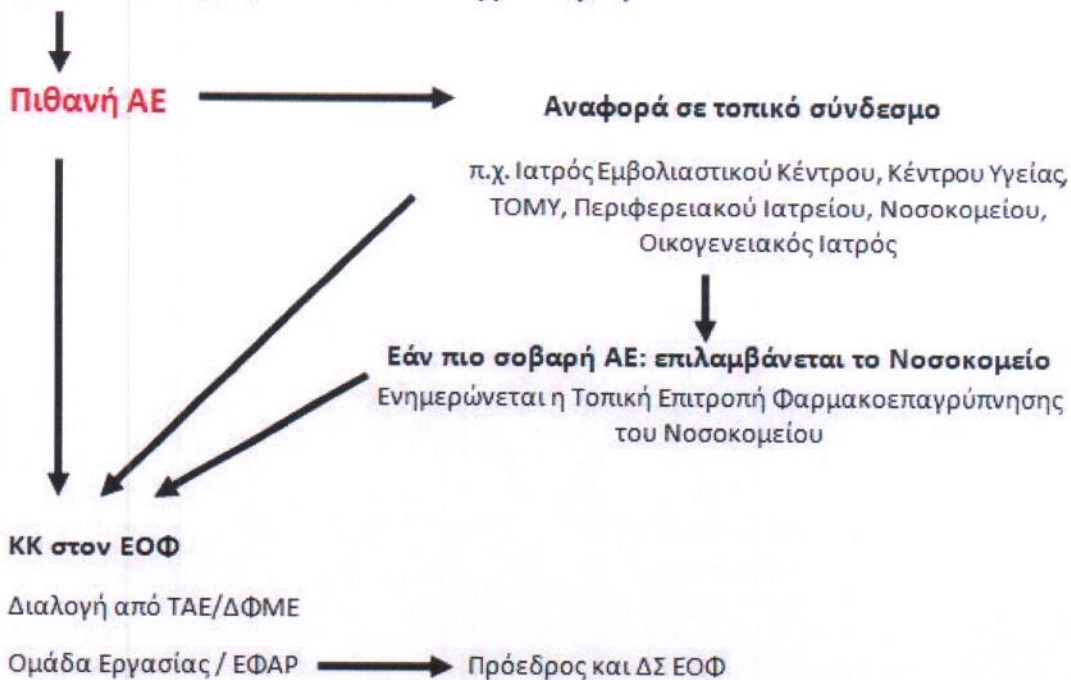 Πιθανή ΑΕ
Αναφορά σε τοπικό σύνδεσμο
π.χ. Ιατρός Εμβολιαστικού Κέντρου, Κέντρου Υγείας,
ΤΟΜΥ, Περιφερειακού Ιατρείου, Νοσοκομείου,
Οικογενειακός Ιατρός
Εάν πιο σοβαρή ΑΕ: επιλαμβάνεται το Νοσοκομείο
Ενημερώνεται η Τοπική Επιτροπή Φαρμακοεπαγρύπνησης
του Νοσοκομείου
ΚΚ στον ΕΟΦ
Διαλογή από ΤΑΕ/ΔΦΜΕ
Ομάδα Εργασίας / ΕΦΑΡ Πρόεδρος και ΔΣ ΕΟΦ